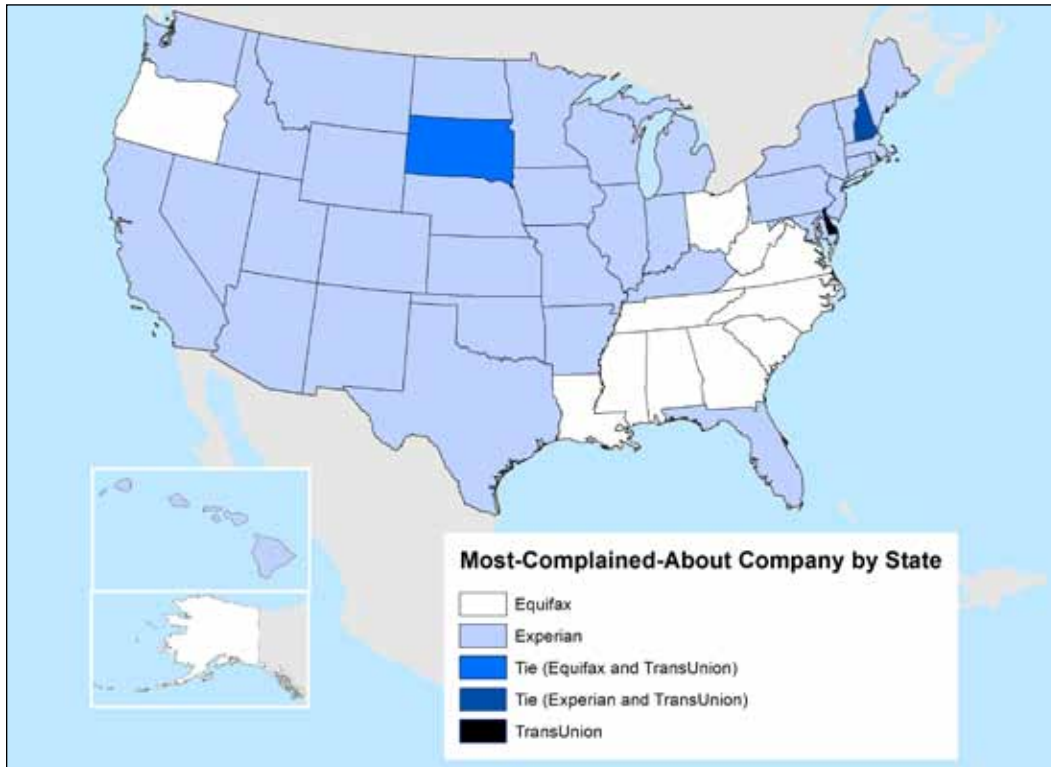 Most-Complained-About Company by State
Equifax
Experian
Tie (Equifax and TransUnion)
Tie (Experian and TransUnion)
TransUnion